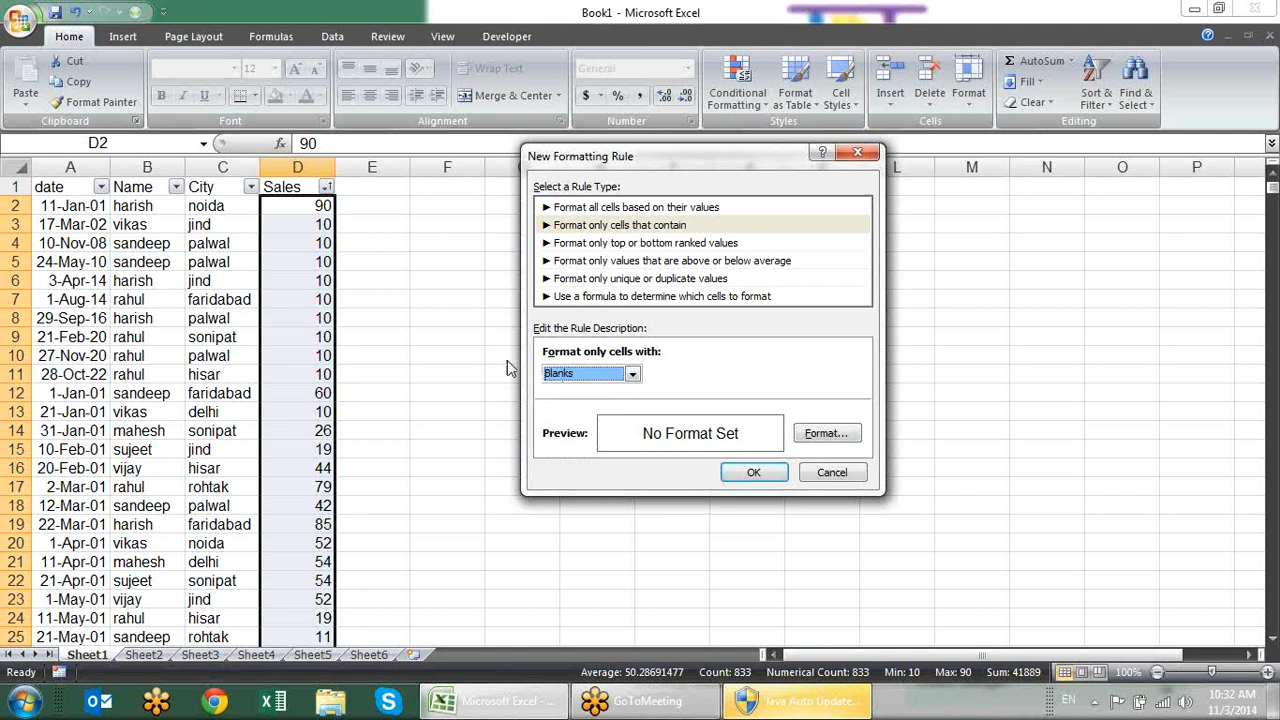 Book1 - Microsoft Excel
Home Insert Page Layout Formulas Data Review View Developer
Paste
Cut
Copy
Format Painter
Clipboard
12
A A
B I U
A
Font
Wrap Text
Merge & Center
Alignment
General
$ % ,
Number
Conditional Formatting
Format as Table
Cell Styles
Styles
Insert Delete Format
Cells
Σ AutoSum
Fill
Clear
Sort & Filter
Find & Select
Editing
D2 fx 90
A B C D E F L M N O P
1 date Name City Sales
2 11-Jan-01 harish noida 90
3 17-Mar-02 vikas jind 10
4 10-Nov-08 sandeep palwal 10
5 24-May-10 sandeep palwal 10
6 3-Apr-14 harish jind 10
7 1-Aug-14 rahul faridabad 10
8 29-Sep-16 harish palwal 10
9 21-Feb-20 rahul sonipat 10
10 27-Nov-20 rahul palwal 10
11 28-Oct-22 rahul hisar 10
12 1-Jan-01 sandeep faridabad 60
13 21-Jan-01 vikas delhi 10
14 31-Jan-01 mahesh sonipat 26
15 10-Feb-01 sujeet jind 19
16 20-Feb-01 vijay hisar 44
17 2-Mar-01 rahul rohtak 79
18 12-Mar-01 sandeep palwal 42
19 22-Mar-01 harish faridabad 85
20 1-Apr-01 vikas noida 52
21 11-Apr-01 mahesh delhi 54
22 21-Apr-01 sujeet sonipat 54
23 1-May-01 vijay jind 52
24 11-May-01 rahul hisar 19
25 21-May-01 sandeep rohtak 11
New Formatting Rule
Select a Rule Type:
► Format all cells based on their values
► Format only cells that contain
► Format only top or bottom ranked values
► Format only values that are above or below average
► Format only unique or duplicate values
► Use a formula to determine which cells to format
Edit the Rule Description:
Format only cells with:
Blanks
Preview: No Format Set Format...
OK Cancel
Sheet1 Sheet2 Sheet3 Sheet4 Sheet5 Sheet6
Ready Average: 50.28691477 Count: 833 Numerical Count: 833 Min: 10 Max: 90 Sum: 41889 100%
Microsoft Excel - ... GoToMeeting Java Auto Update... EN 10:32 AM
11/3/2014